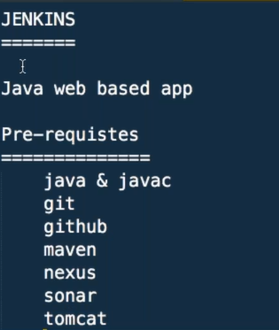 JENKINS
=======
Java web based app
Pre-requistes
==============
java & javac
git
github
maven
nexus
sonar
tomcat